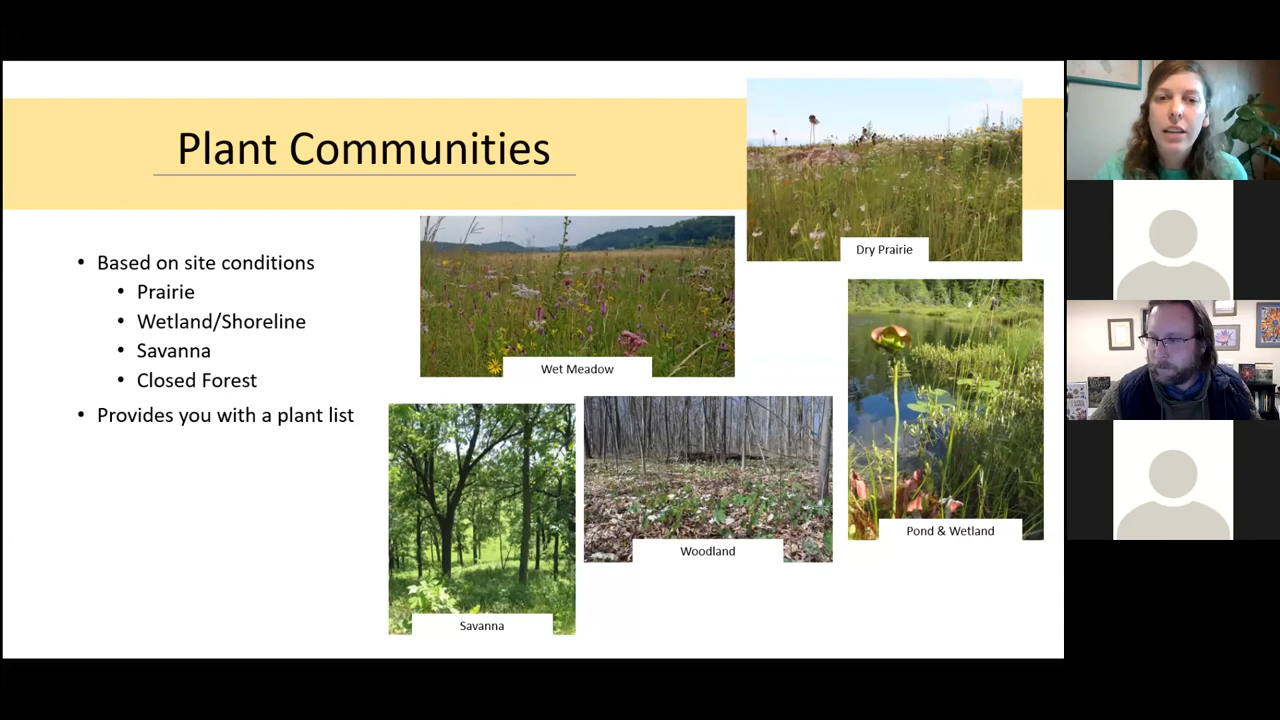 Plant Communities
• Based on site conditions
• Prairie
• Wetland/Shoreline
• Savanna
• Closed Forest
• Provides you with a plant list
Dry Prairie
Wet Meadow
Pond & Wetland
Woodland
Savanna